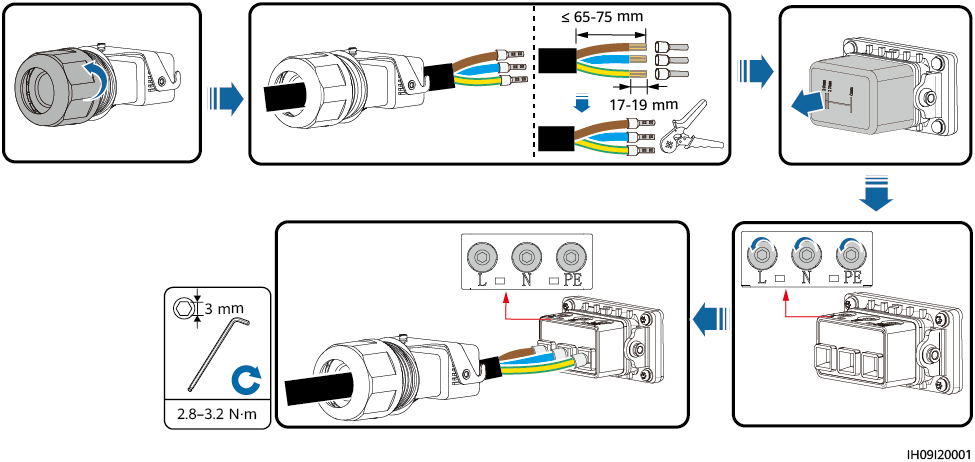 ≤ 65-75 mm
17-19 mm
L N PE
L N PE
3 mm
2.8–3.2 N·m
IH09I20001